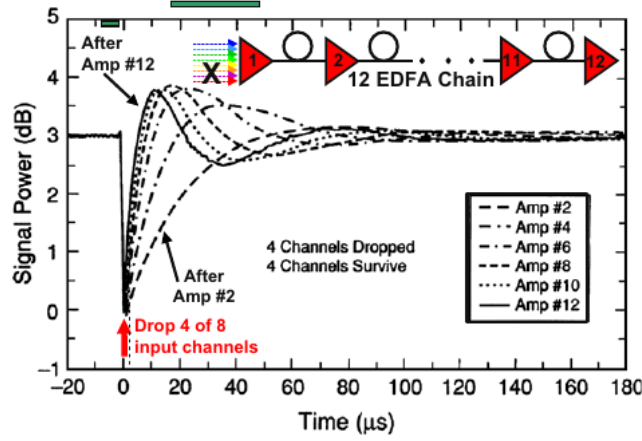 After
Amp #12
X
1
2
11
12
12 EDFA Chain
5
4
3
2
1
0
−1
Signal Power (dB)
After
Amp #2
4 Channels Dropped
4 Channels Survive
Amp #2
Amp #4
Amp #6
Amp #8
Amp #10
Amp #12
Drop 4 of 8
input channels
−20 0 20 40 60 80 100 120 140 160 180
Time (μs)